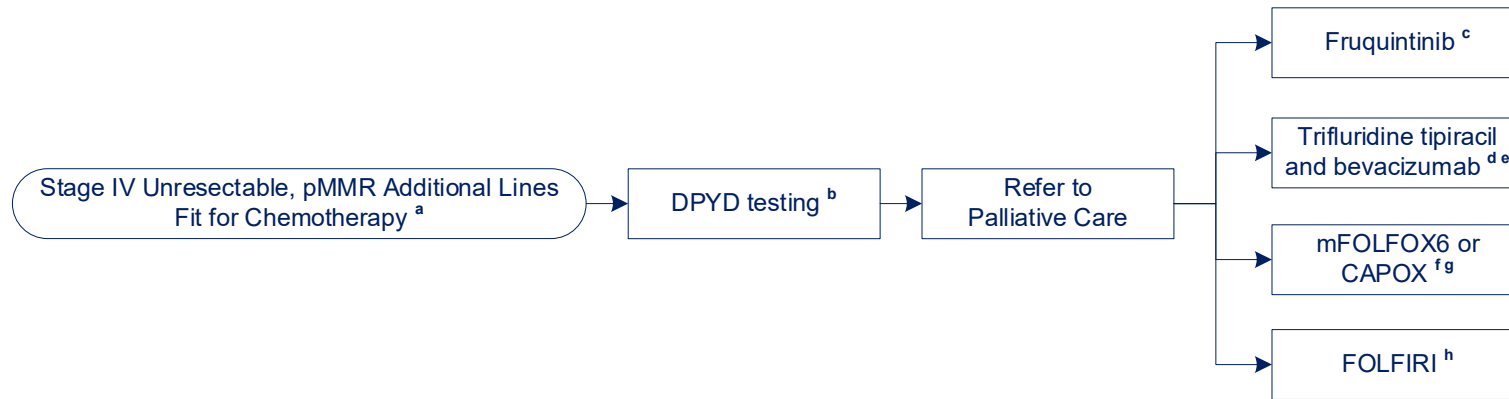 Stage IV Unresectable, pMMR Additional Lines
Fit for Chemotherapy a
DPYD testing b
Refer to
Palliative Care
Fruquintinib c
Trifluridine tipiracil
and bevacizumab d e
mFOLFOX6 or
CAPOX f g
FOLFIRI h